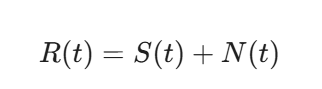 R(t) = S(t) + N(t)